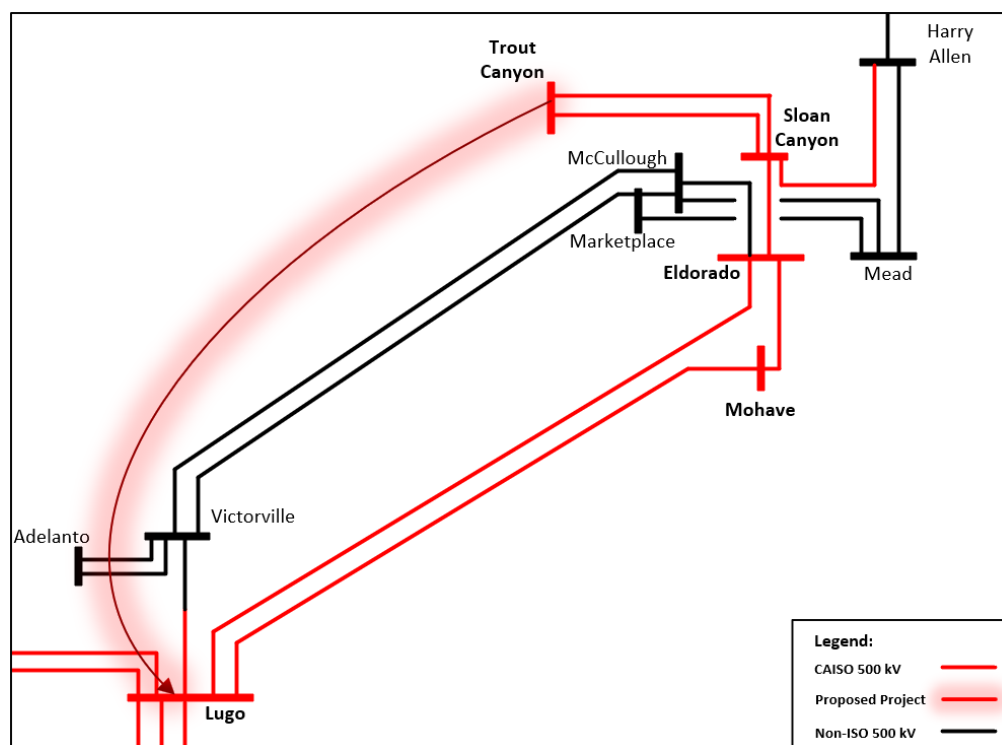 Harry
Allen
Trout
Canyon
Sloan
Canyon
McCullough
Marketplace
Eldorado
Mead
Mohave
Victorville
Adelanto
Lugo
Legend:
CAISO 500 kV
Proposed Project
Non-ISO 500 kV